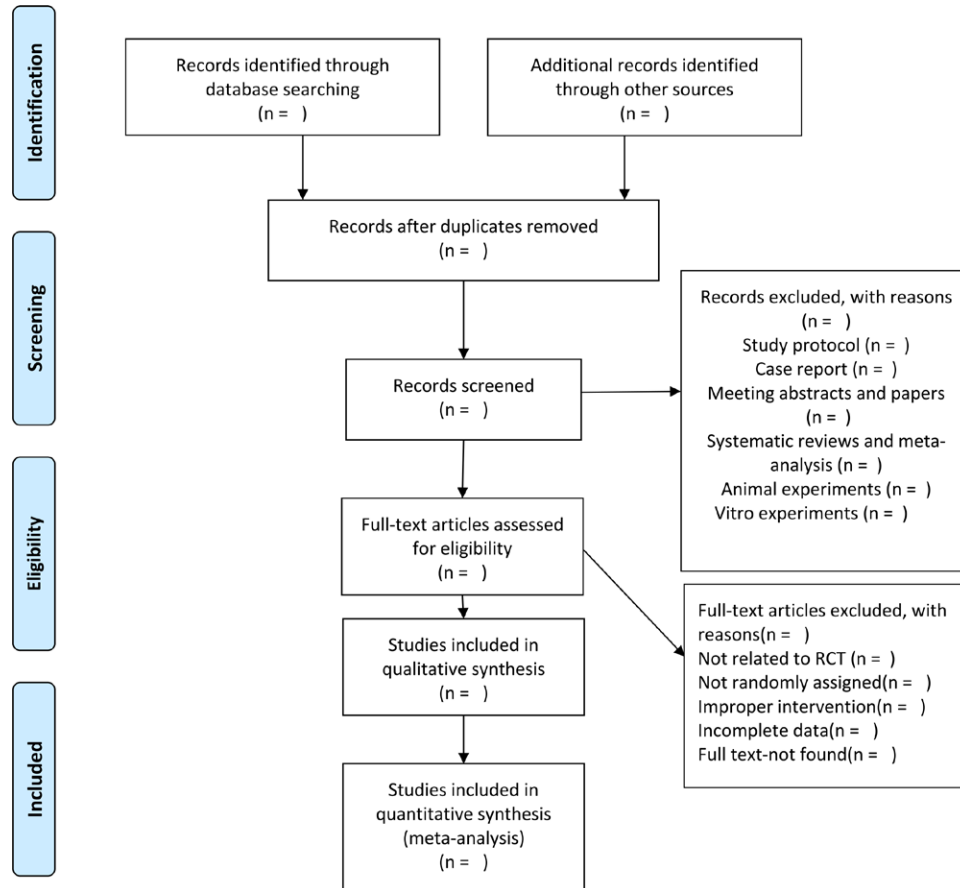 Identification
Records identified through
database searching
(n =   )
Additional records identified
through other sources
(n =   )
Records after duplicates removed
(n =   )
Screening
Records screened
(n =   )
Records excluded, with reasons
(n =   )
Study protocol (n =   )
Case report (n =   )
Meeting abstracts and papers
(n =   )
Systematic reviews and meta-
analysis (n =   )
Animal experiments (n =   )
Vitro experiments (n =   )
Eligibility
Full-text articles assessed
for eligibility
(n =   )
Full-text articles excluded, with
reasons(n =   )
Not related to RCT (n =   )
Not randomly assigned(n =   )
Improper intervention(n =   )
Incomplete data(n =   )
Full text-not found(n =   )
Studies included in
qualitative synthesis
(n =   )
Included
Studies included in
quantitative synthesis
(meta-analysis)
(n =   )